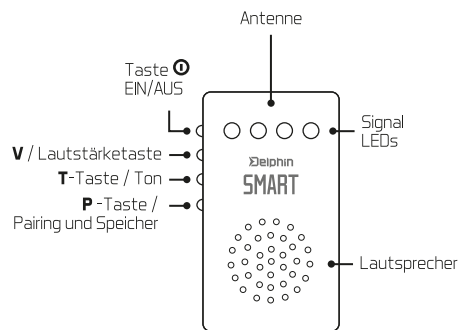 Antenne
Taste
EIN/AUS
Signal
LEDs
V / Lautstärketaste
T-Taste / Ton
P -Taste /
Pairing und Speicher
Delphin
SMART
Lautsprecher